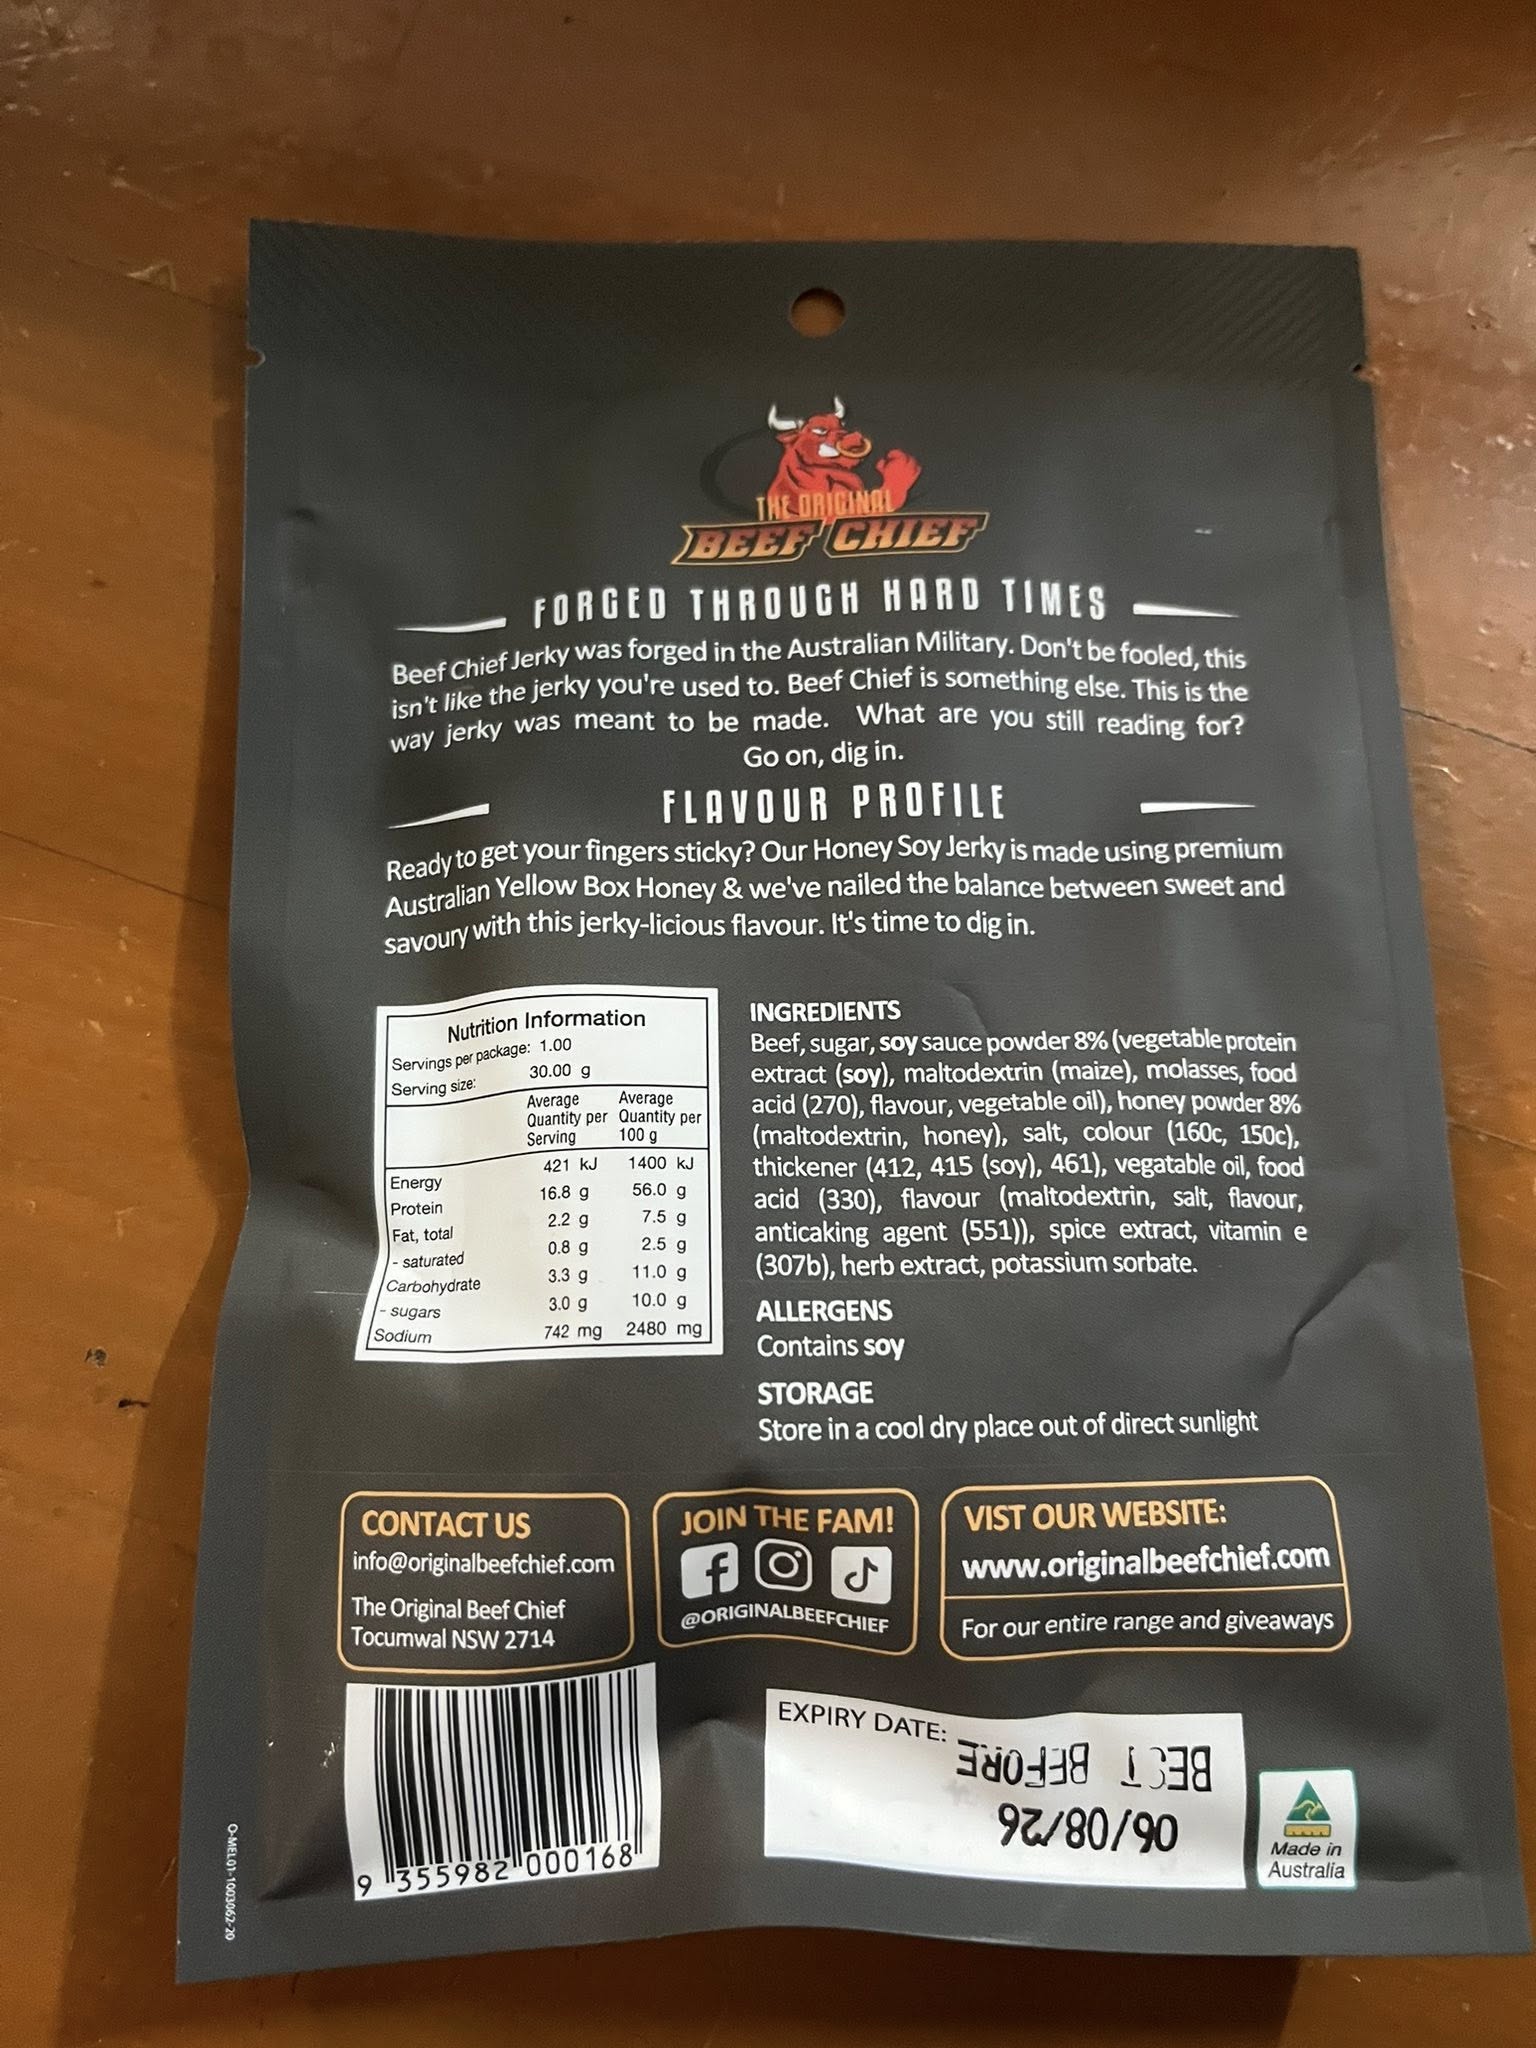 THE ORIGINAL
BEEF CHIEF
FORGED THROUGH HARD TIMES
Beef Chief Jerky was forged in the Australian Military. Don't be fooled, this
isn't like the jerky you're used to. Beef Chief is something else. This is the
way jerky was meant to be made. What are you still reading for?
Go on, dig in.
FLAVOUR PROFILE
Ready to get your fingers sticky? Our Honey Soy Jerky is made using premium
Australian Yellow Box Honey & we've nailed the balance between sweet and
savoury with this jerky-licious flavour. It's time to dig in.
Nutrition Information
Servings per package: 1.00
Serving size: 30.00 g
Average Quantity per Serving Average Quantity per 100 g
Energy 421 kJ 1400 kJ
Protein 16.8 g 56.0 g
Fat, total 2.2 g 7.5 g
- saturated 0.8 g 2.5 g
Carbohydrate 3.3 g 11.0 g
- sugars 3.0 g 10.0 g
Sodium 742 mg 2480 mg
INGREDIENTS
Beef, sugar, soy sauce powder 8% (vegetable protein
extract (soy), maltodextrin (maize), molasses, food
acid (270), flavour, vegetable oil), honey powder 8%
(maltodextrin, honey), salt, colour (160c, 150c),
thickener (412, 415 (soy), 461), vegatable oil, food
acid (330), flavour (maltodextrin, salt, flavour,
anticaking agent (551)), spice extract, vitamin e
(307b), herb extract, potassium sorbate.
ALLERGENS
Contains soy
STORAGE
Store in a cool dry place out of direct sunlight
CONTACT US
info@originalbeefchief.com
The Original Beef Chief
Tocumwal NSW 2714
JOIN THE FAM!
@ORIGINALBEEFCHIEF
VIST OUR WEBSITE:
www.originalbeefchief.com
For our entire range and giveaways
9 355982 000168
EXPIRY DATE:
BEST BEFORE
06/08/26
Made in
Australia
O-MEL01-1003062-20